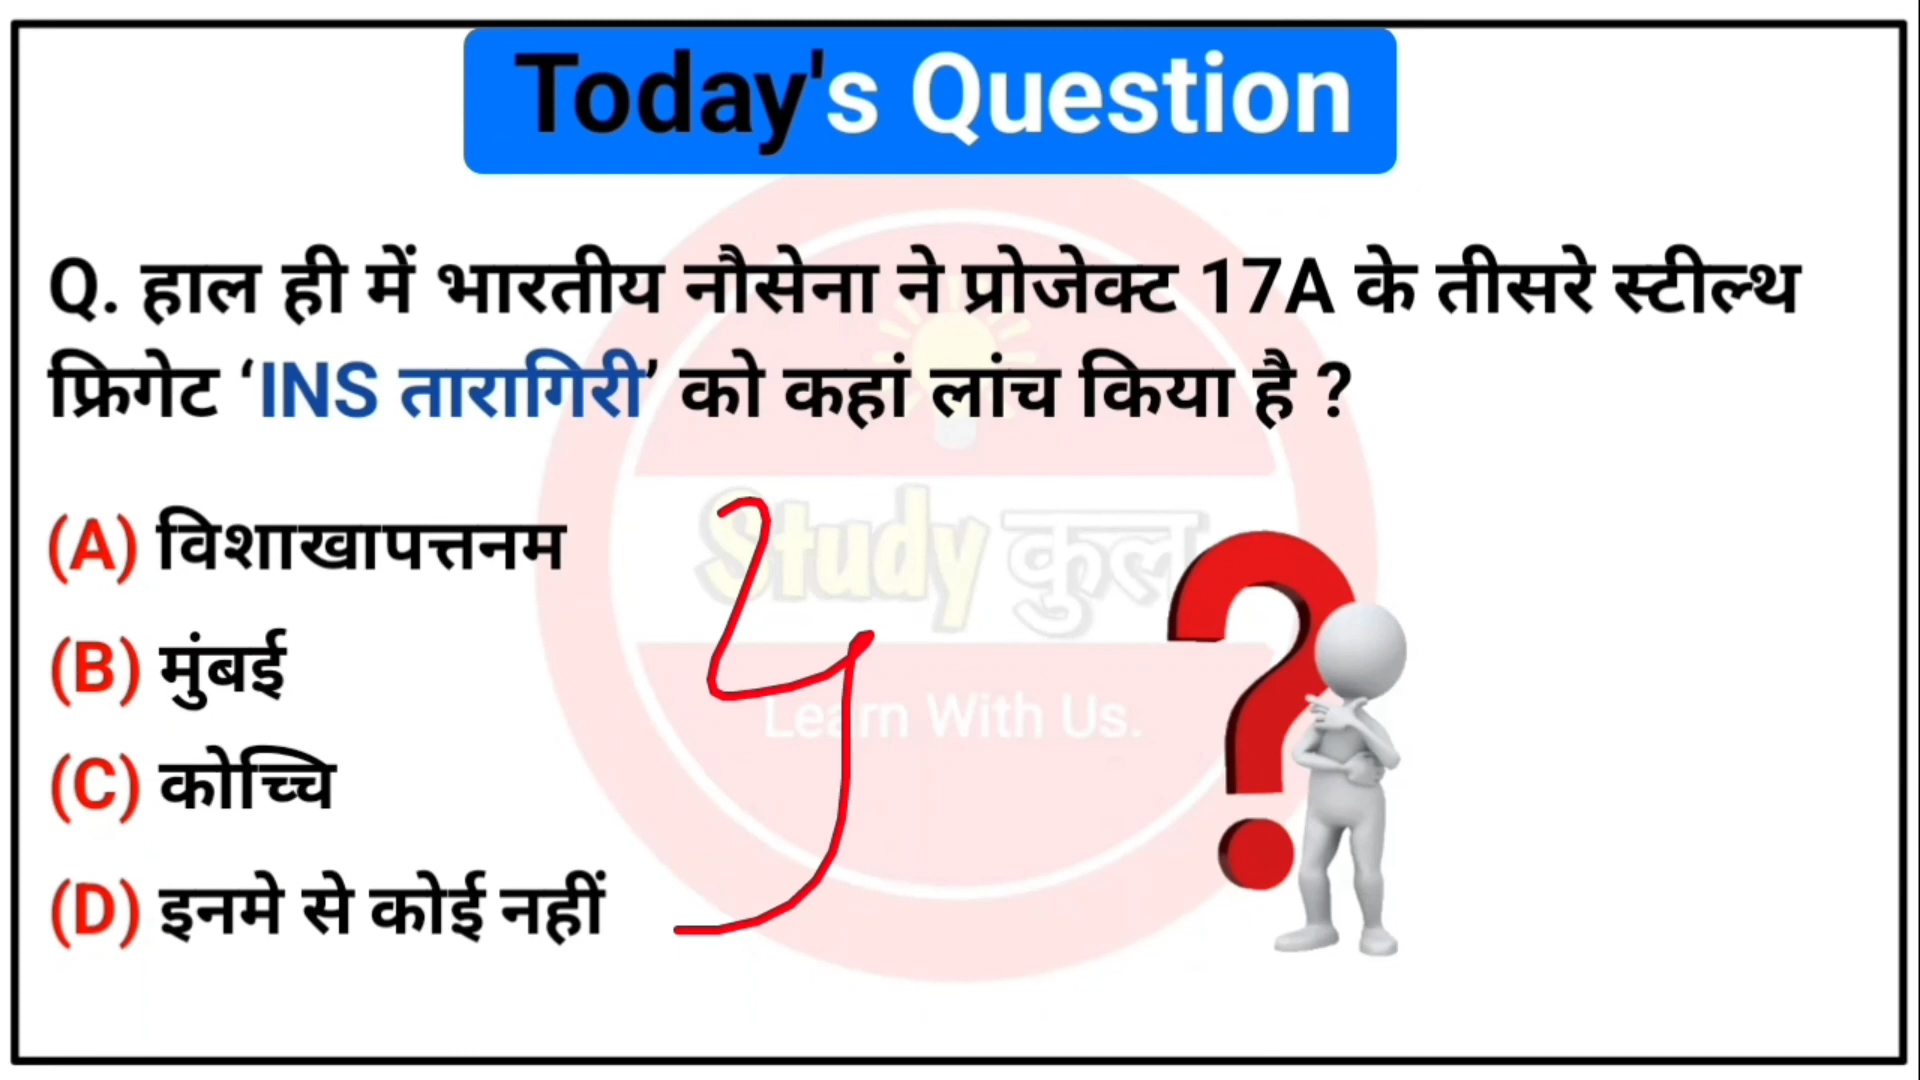 Today's Question
Q. हाल ही में भारतीय नौसेना ने प्रोजेक्ट 17A के तीसरे स्टील्थ
फ्रिगेट ‘INS तारागिरी’ को कहां लांच किया है ?
(A) विशाखापत्तनम
(B) मुंबई
(C) कोच्चि
(D) इनमे से कोई नहीं
Study कुल
Learn With Us.